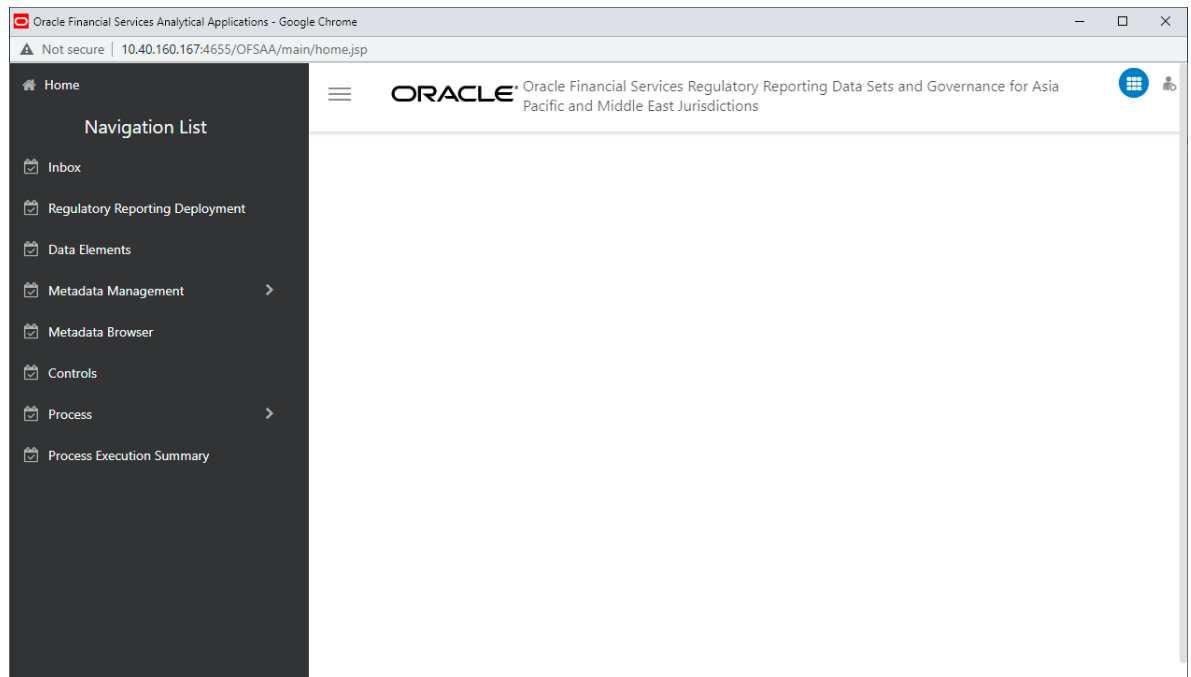 Oracle Financial Services Analytical Applications - Google Chrome
Not secure | 10.40.160.167:4655/OFSAA/main/home.jsp
Home
Navigation List
Inbox
Regulatory Reporting Deployment
Data Elements
Metadata Management
Metadata Browser
Controls
Process
Process Execution Summary
ORACLE® Oracle Financial Services Regulatory Reporting Data Sets and Governance for Asia
Pacific and Middle East Jurisdictions